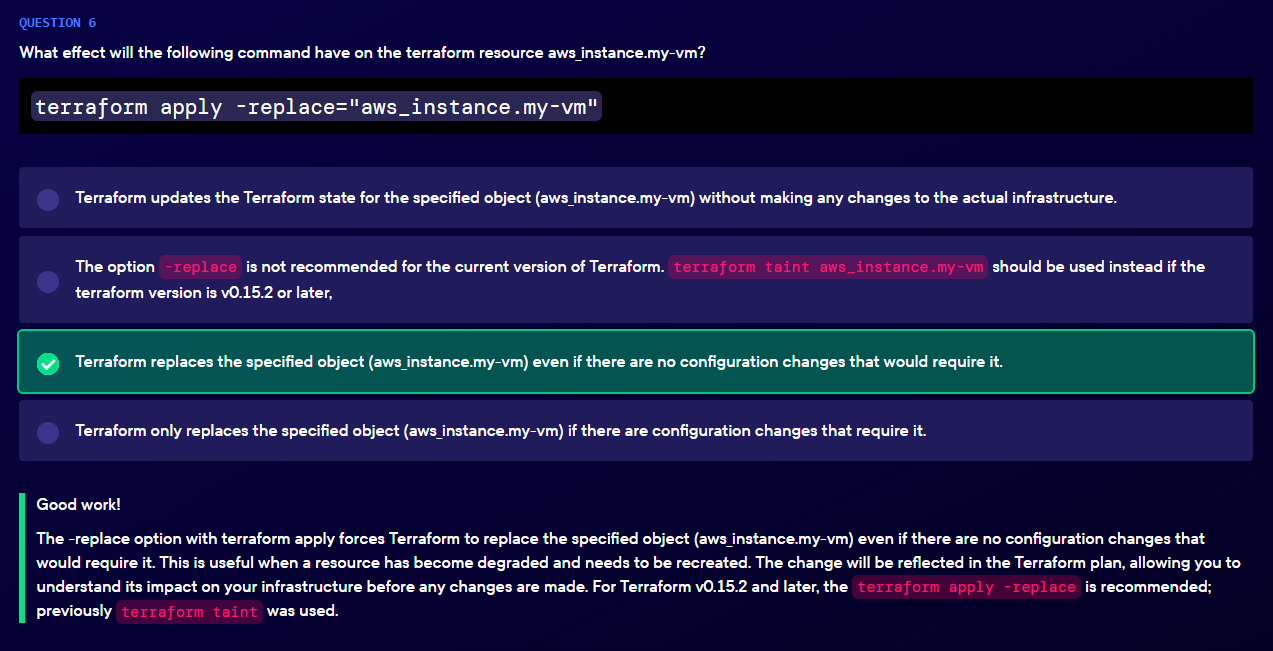 QUESTION 6
What effect will the following command have on the terraform resource aws_instance.my-vm?
terraform apply -replace="aws_instance.my-vm"
Terraform updates the Terraform state for the specified object (aws_instance.my-vm) without making any changes to the actual infrastructure.
The option -replace is not recommended for the current version of Terraform. terraform taint aws_instance.my-vm should be used instead if the
terraform version is v0.15.2 or later,
Terraform replaces the specified object (aws_instance.my-vm) even if there are no configuration changes that would require it.
Terraform only replaces the specified object (aws_instance.my-vm) if there are configuration changes that require it.
Good work!
The -replace option with terraform apply forces Terraform to replace the specified object (aws_instance.my-vm) even if there are no configuration changes that
would require it. This is useful when a resource has become degraded and needs to be recreated. The change will be reflected in the Terraform plan, allowing you to
understand its impact on your infrastructure before any changes are made. For Terraform v0.15.2 and later, the terraform apply -replace is recommended;
previously terraform taint was used.